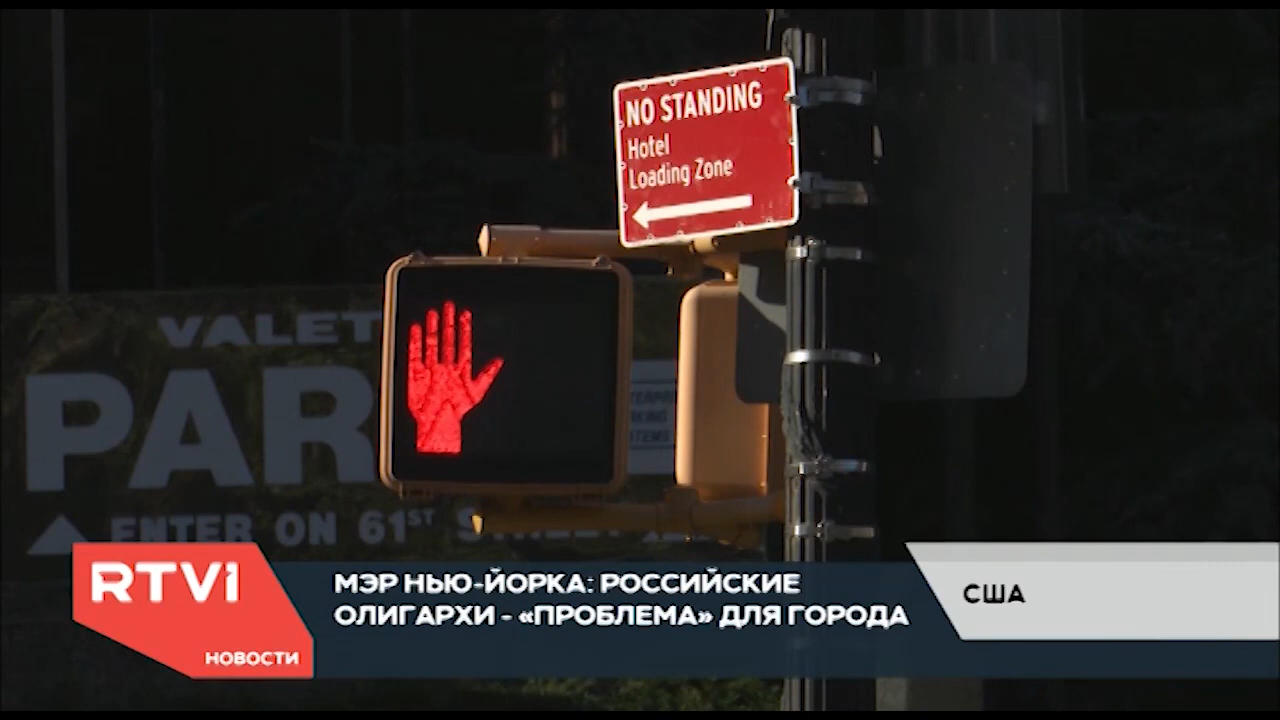 NO STANDING
Hotel
Loading Zone
VALET
PAR
ENTER ON 61ST
RTVI
НОВОСТИ
МЭР НЬЮ-ЙОРКА: РОССИЙСКИЕ
ОЛИГАРХИ - «ПРОБЛЕМА» ДЛЯ ГОРОДА
США